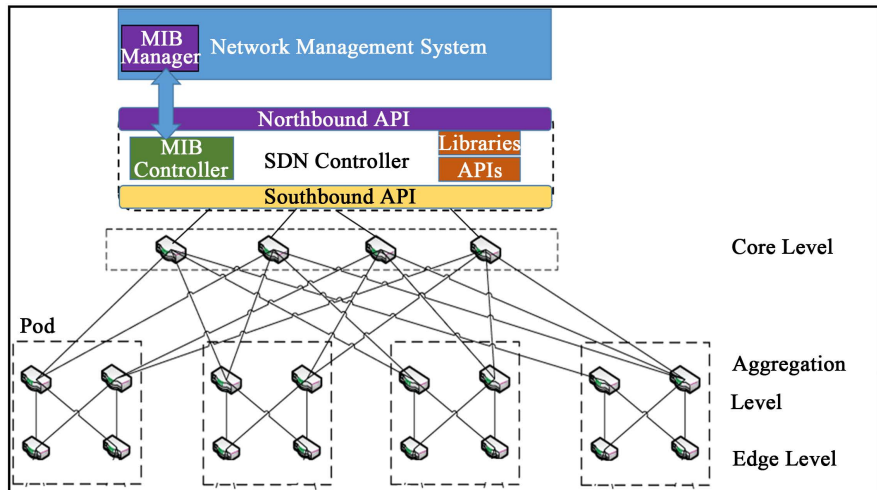 MIB
Manager
Network Management System
Northbound API
MIB
Controller
SDN Controller
Libraries
APIs
Southbound API
Core Level
Pod
Aggregation
Level
Edge Level